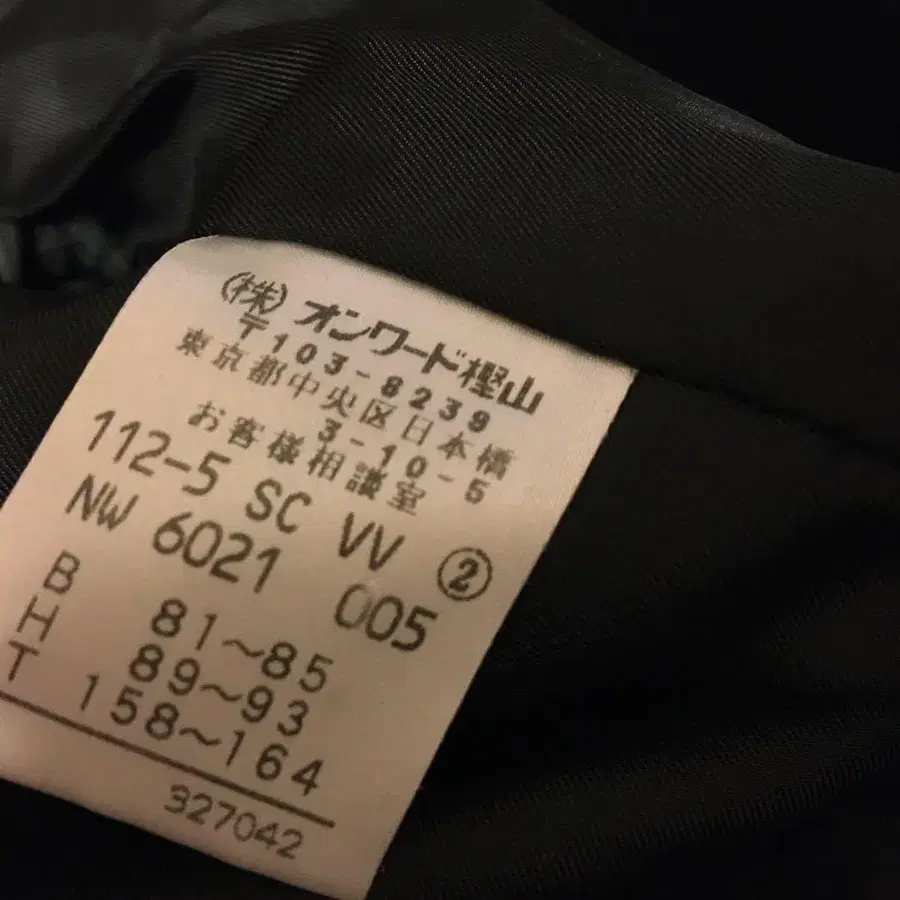 (株)オンワード樫山
〒103-8239
東京都中央区日本橋
3-10-5
お客様相談室
112-5 SC VV ②
NW 6021 005
B 81~85
H 89~93
T 158~164
327042